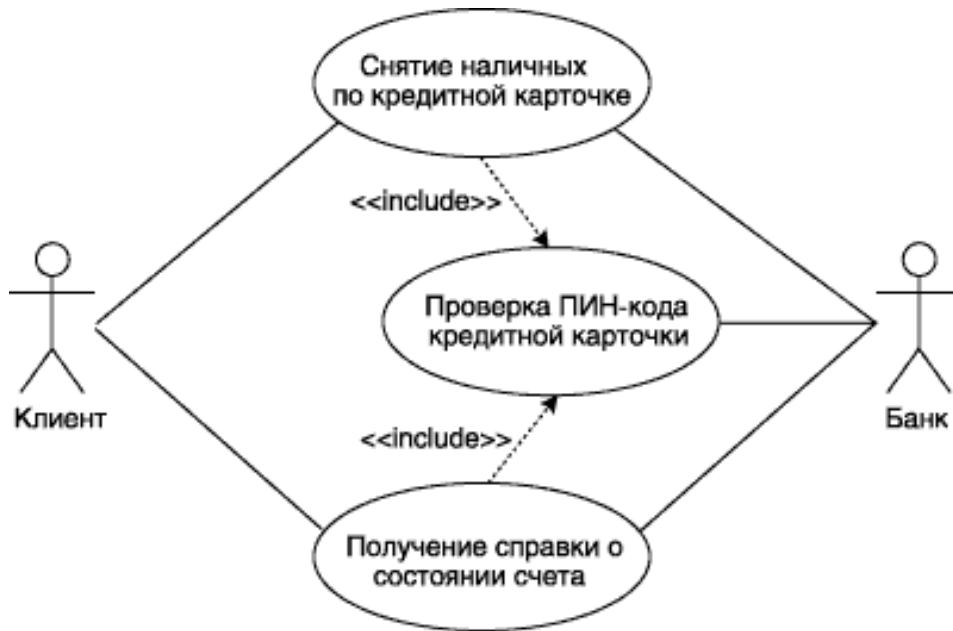 Снятие наличных
по кредитной карточке
<<include>>
Проверка ПИН-кода
кредитной карточки
Клиент
Банк
<<include>>
Получение справки о
состоянии счета